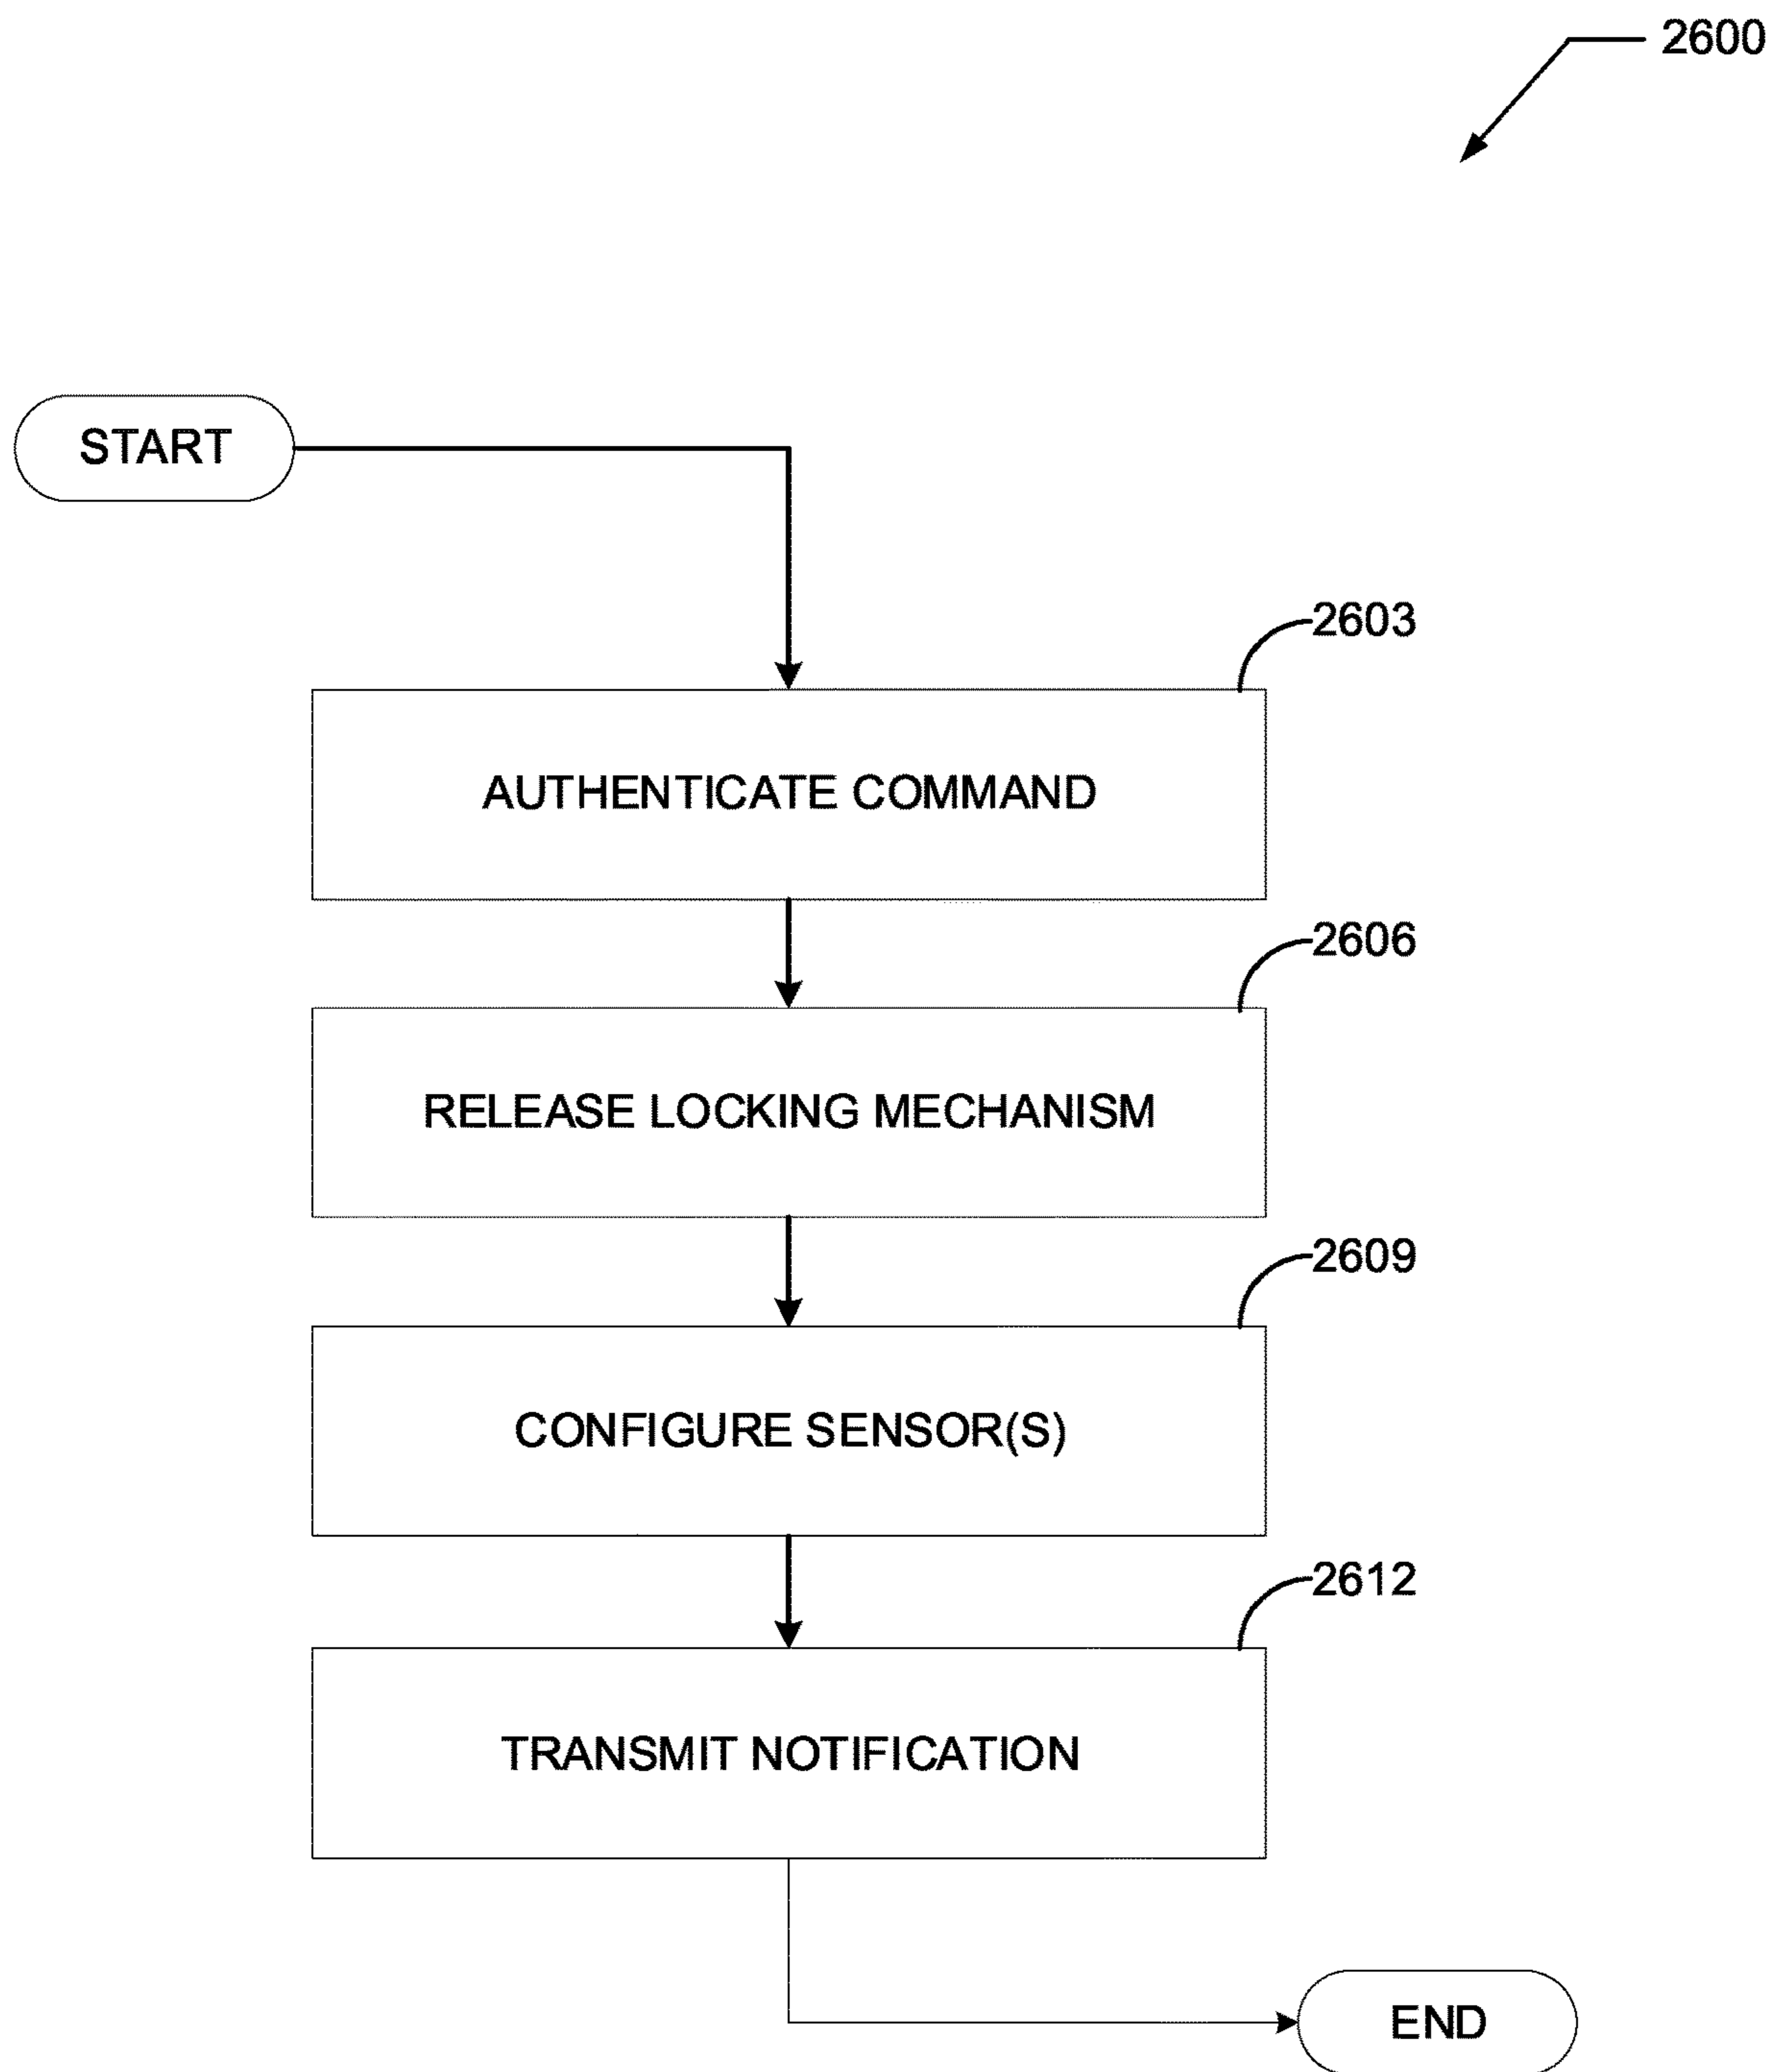 2600
START
2603
AUTHENTICATE COMMAND
2606
RELEASE LOCKING MECHANISM
2609
CONFIGURE SENSOR(S)
2612
TRANSMIT NOTIFICATION
END